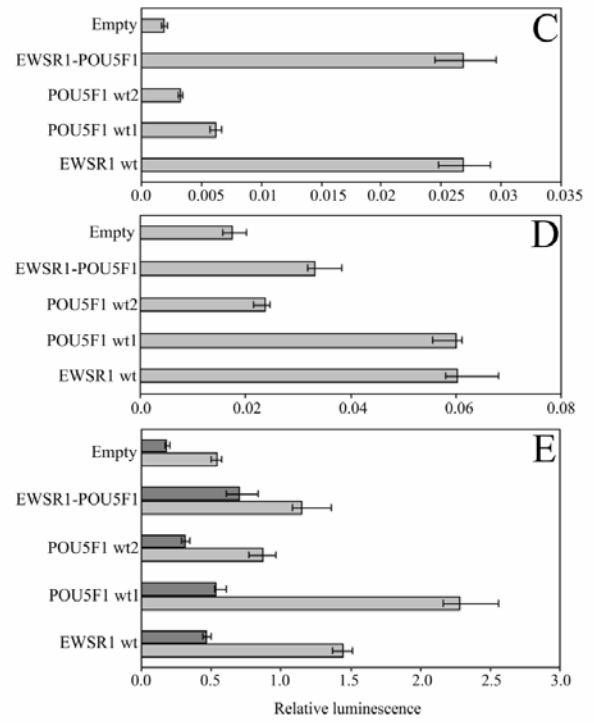 C
Empty
EWSR1-POU5F1
POU5F1 wt2
POU5F1 wt1
EWSR1 wt
0.0 0.005 0.01 0.015 0.02 0.025 0.03 0.035
D
Empty
EWSR1-POU5F1
POU5F1 wt2
POU5F1 wt1
EWSR1 wt
0.0 0.02 0.04 0.06 0.08
E
Empty
EWSR1-POU5F1
POU5F1 wt2
POU5F1 wt1
EWSR1 wt
0.0 0.5 1.0 1.5 2.0 2.5 3.0
Relative luminescence